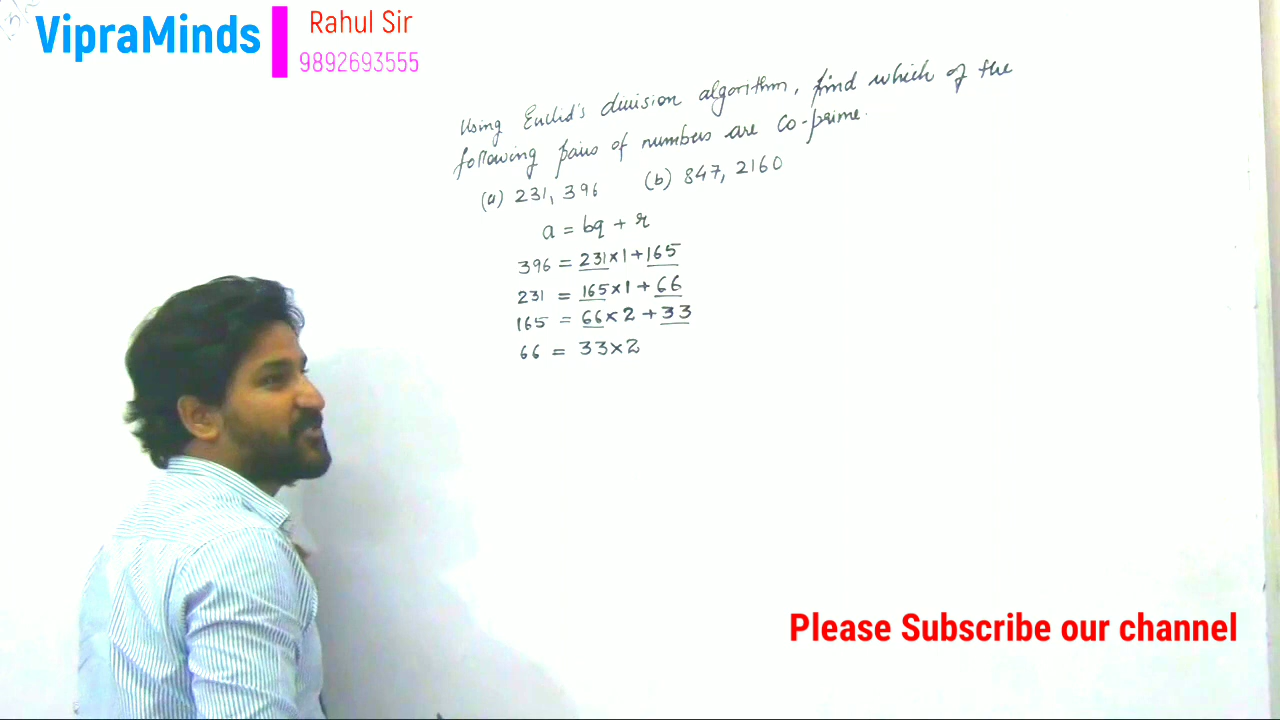 VipraMinds
Rahul Sir
9892693555
Using Euclid's division algorithm, find which of the
following pairs of numbers are co-prime.
(a) 231, 396 (b) 847, 2160
a = bq + r
396 = 231×1+165
231 = 165×1+66
165 = 66×2+33
66 = 33×2
Please Subscribe our channel